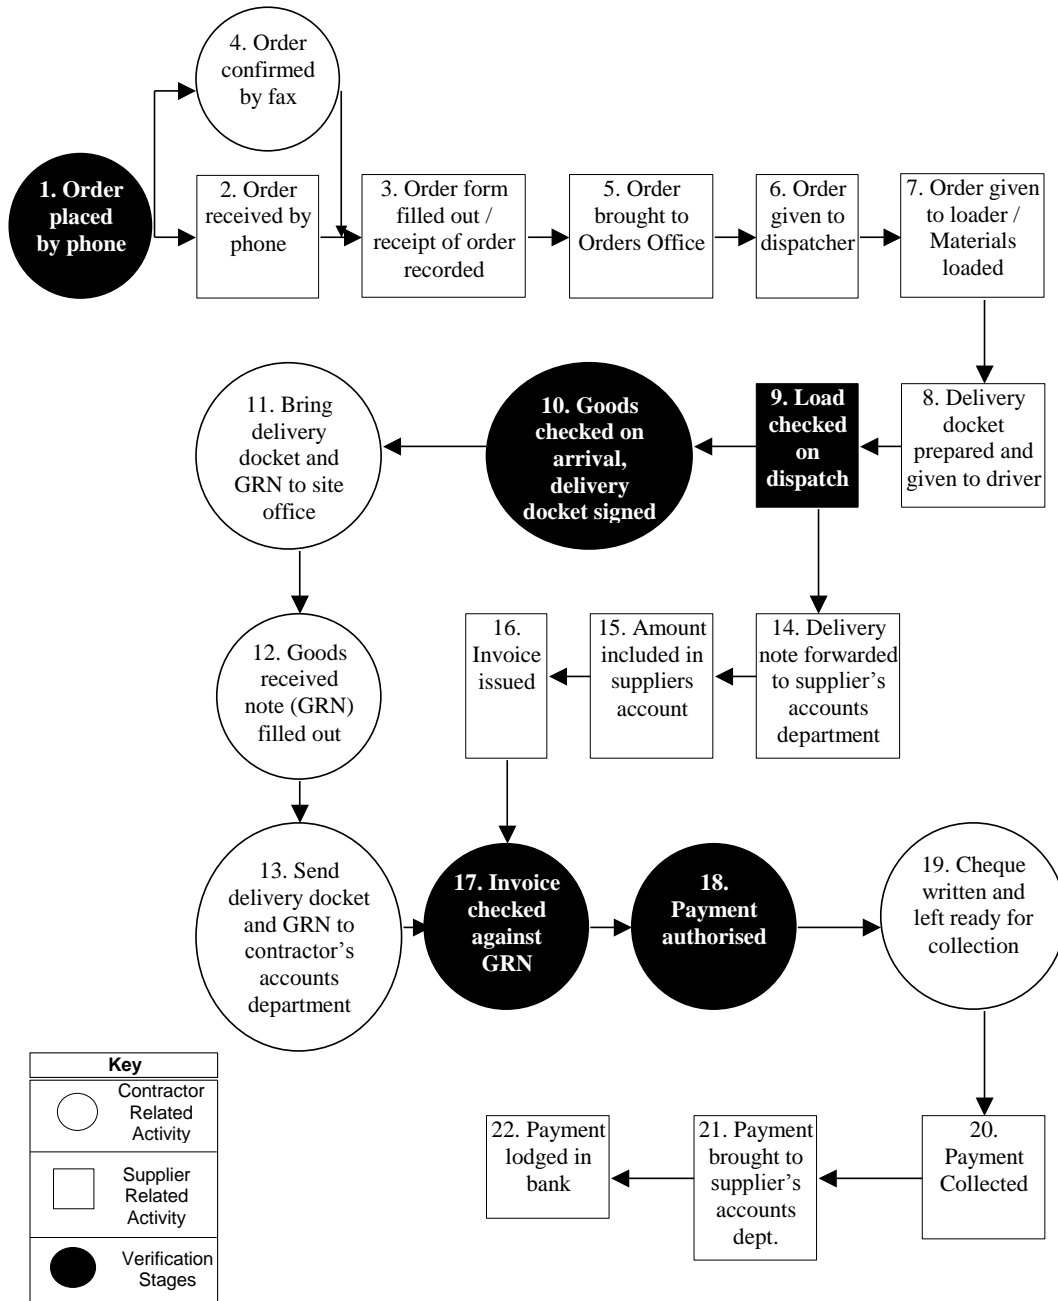 4. Order
confirmed
by fax
1. Order
placed
by phone
2. Order
received by
phone
3. Order form
filled out /
receipt of order
recorded
5. Order
brought to
Orders Office
6. Order
given to
dispatcher
7. Order given
to loader /
Materials
loaded
11. Bring
delivery
docket and
GRN to site
office
10. Goods
checked on
arrival,
delivery
docket signed
9. Load
checked
on
dispatch
8. Delivery
docket
prepared and
given to driver
12. Goods
received
note (GRN)
filled out
16.
Invoice
issued
15. Amount
included in
suppliers
account
14. Delivery
note forwarded
to supplier’s
accounts
department
13. Send
delivery docket
and GRN to
contractor’s
accounts
department
17. Invoice
checked
against
GRN
18.
Payment
authorised
19. Cheque
written and
left ready for
collection
22. Payment
lodged in
bank
21. Payment
brought to
supplier’s
accounts
dept.
20.
Payment
Collected
Key
Contractor
Related
Activity
Supplier
Related
Activity
Verification
Stages